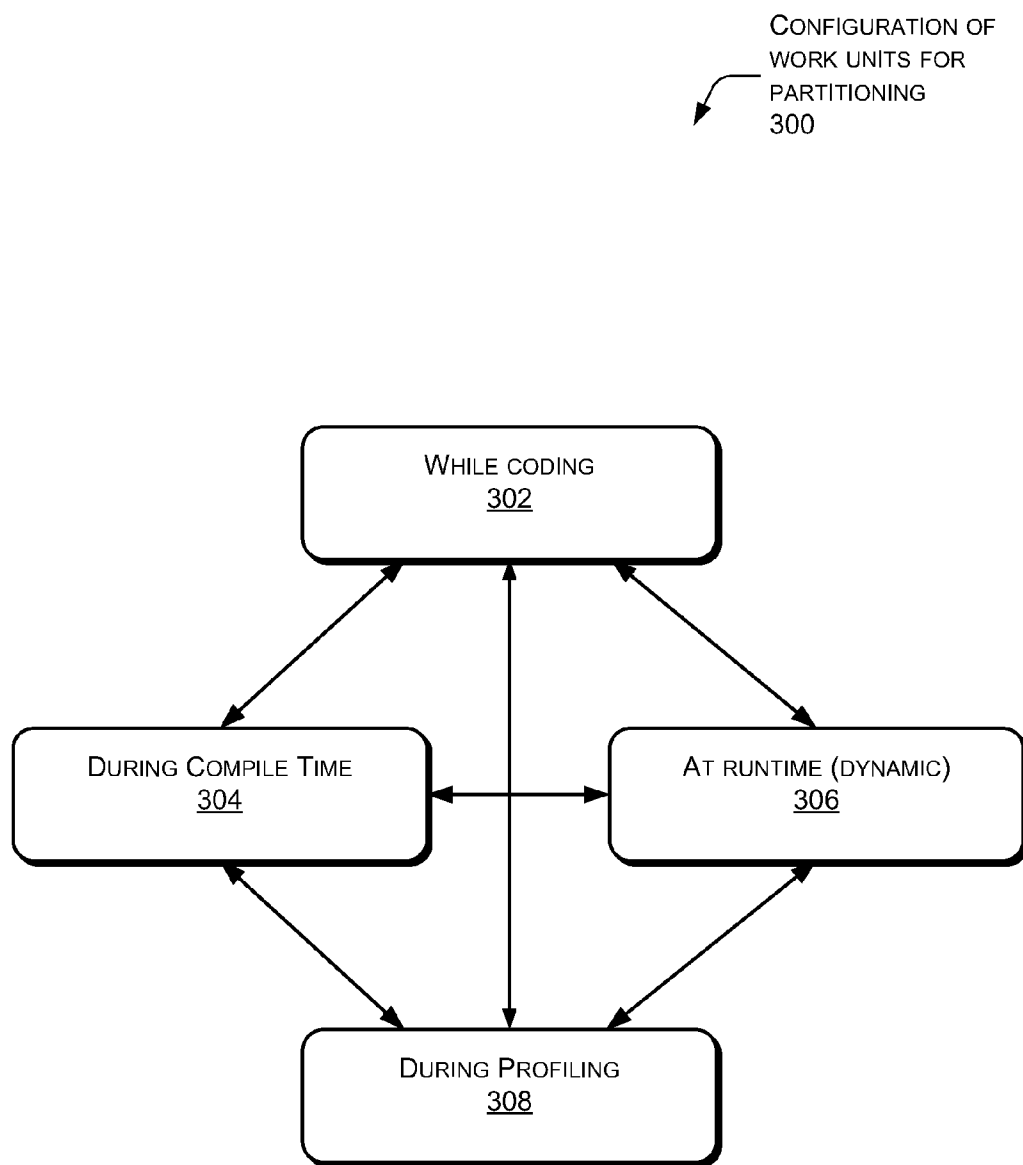 CONFIGURATION OF
WORK UNITS FOR
PARTITIONING
300
WHILE CODING
302
DURING COMPILE TIME
304
AT RUNTIME (DYNAMIC)
306
DURING PROFILING
308